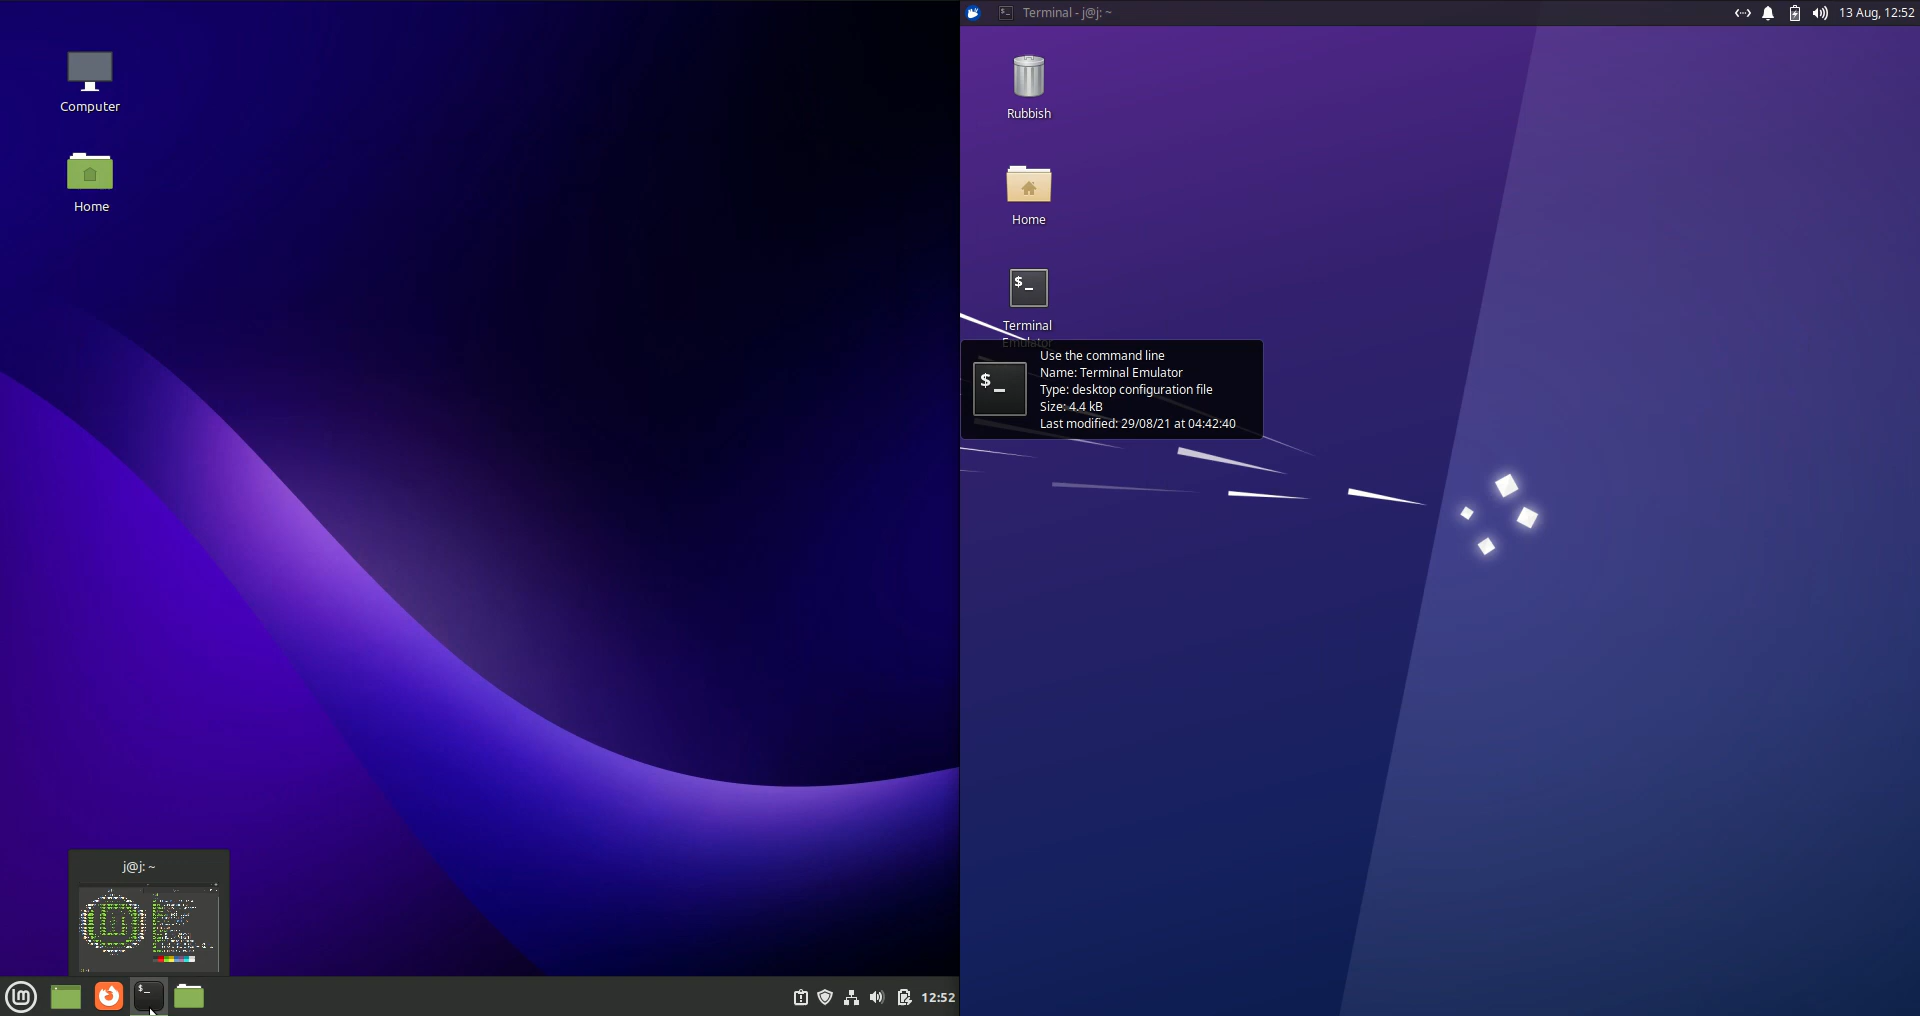 Computer
Home
j@j: ~
$_
12:52
Terminal - j@j: ~
13 Aug, 12:52
Rubbish
Home
$_
Terminal
Emulator
$_
Use the command line
Name: Terminal Emulator
Type: desktop configuration file
Size: 4.4 kB
Last modified: 29/08/21 at 04:42:40